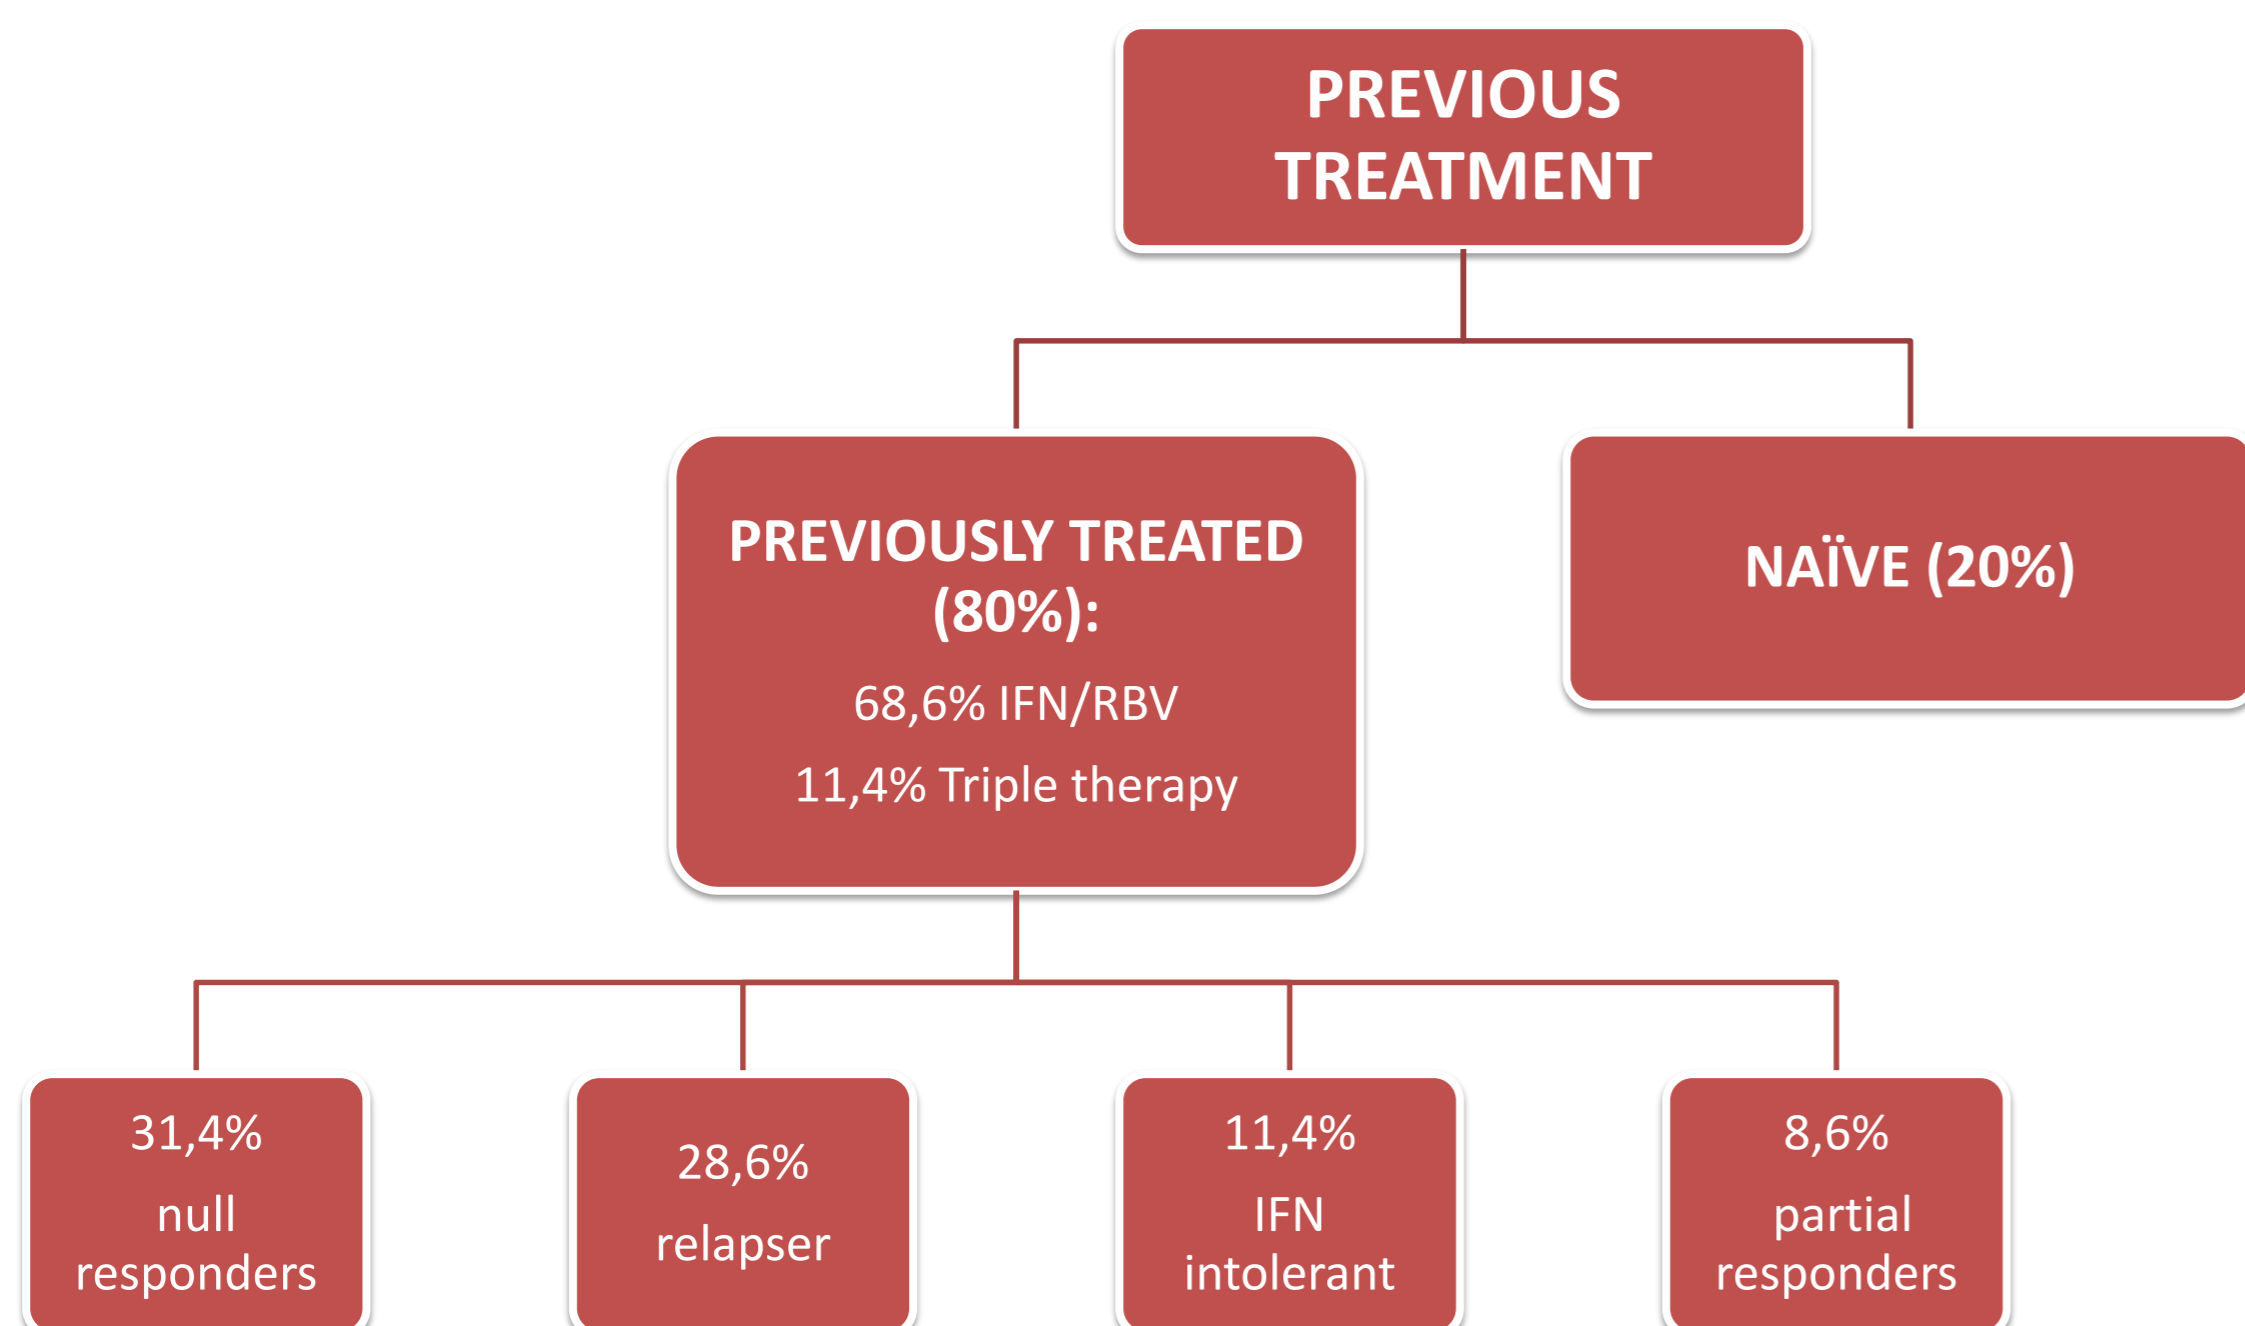 PREVIOUS
TREATMENT
PREVIOUSLY TREATED
(80%):
68,6% IFN/RBV
11,4% Triple therapy
NAÏVE (20%)
31,4%
null
responders
28,6%
relapser
11,4%
IFN
intolerant
8,6%
partial
responders